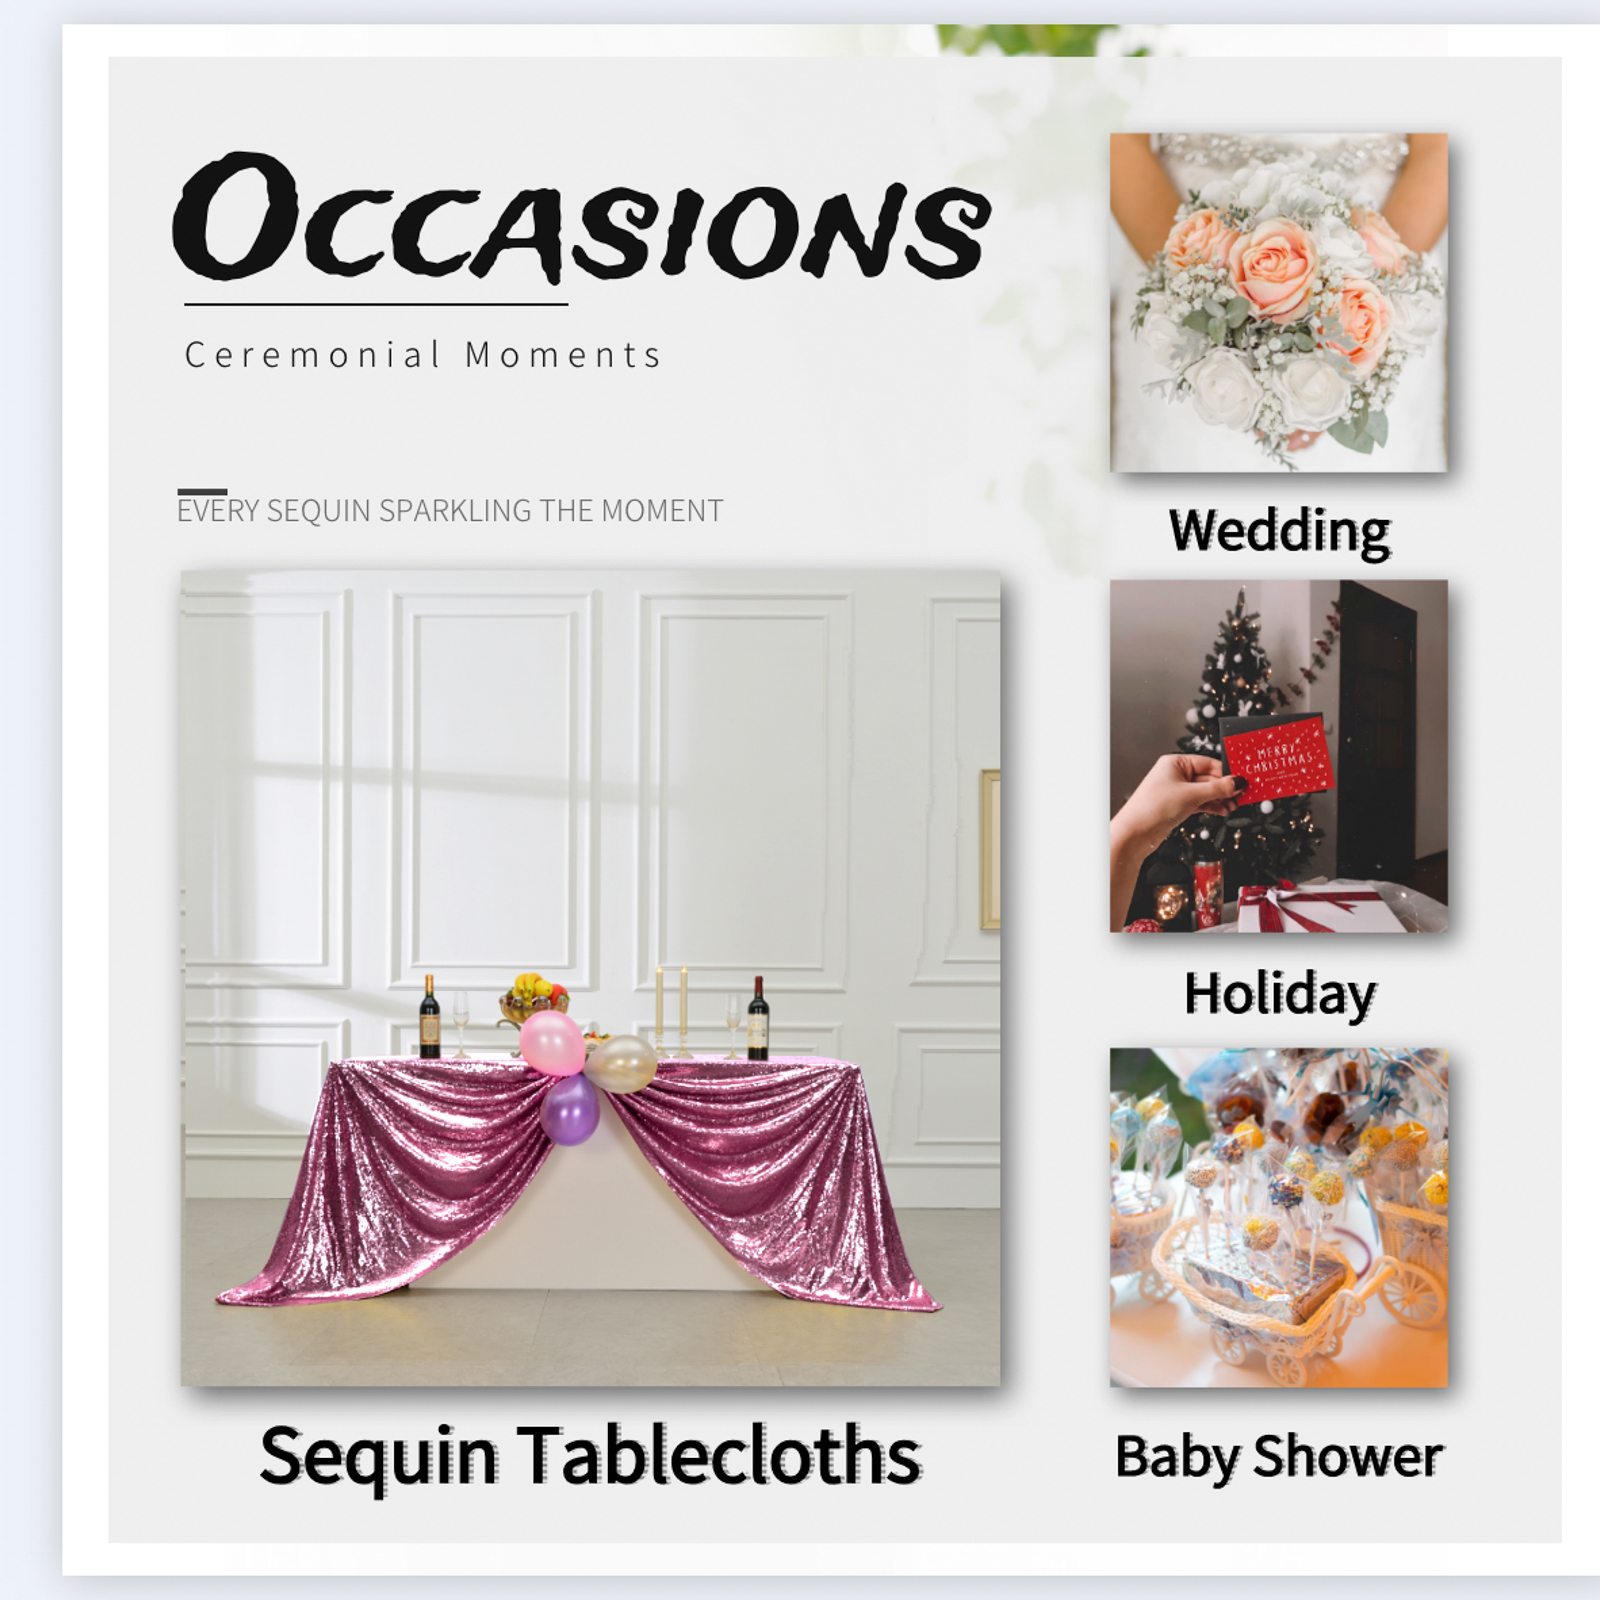 OCCASIONS
Ceremonial Moments
EVERY SEQUIN SPARKLING THE MOMENT
Wedding
MERRY
CHRISTMAS
Holiday
Sequin Tablecloths
Baby Shower